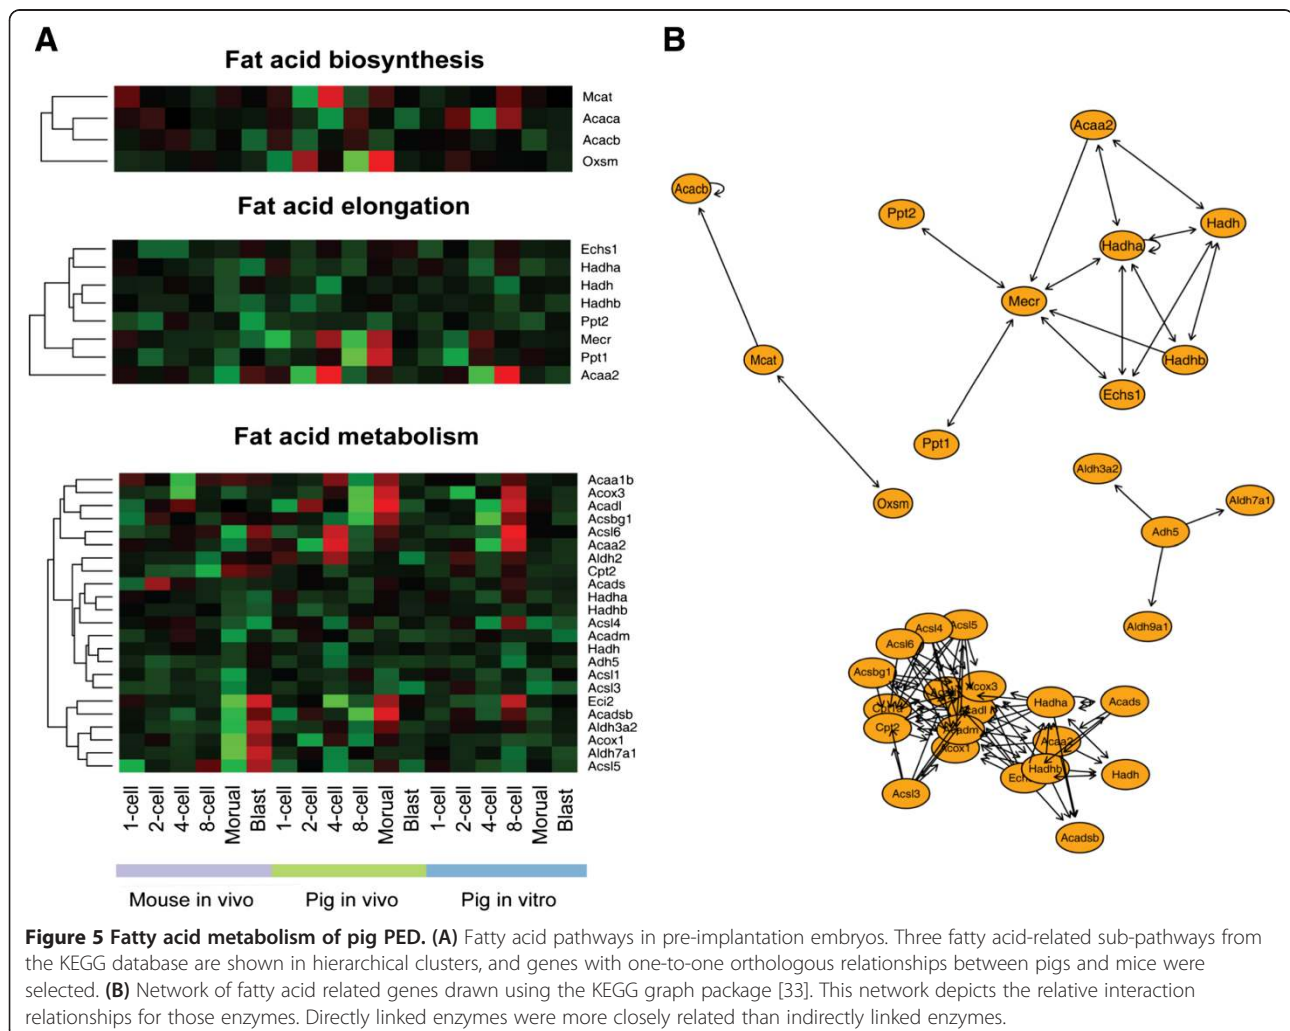 A
Fat acid biosynthesis
Mcat
Acaca
Acacb
Oxsm
Fat acid elongation
Echs1
Hadha
Hadh
Hadhb
Ppt2
Mecr
Ppt1
Acaa2
Fat acid metabolism
Acaa1b
Acox3
Acadl
Acsbg1
Acsl6
Acaa2
Aldh2
Cpt2
Acads
Hadha
Hadhb
Acsl4
Acadm
Hadh
Adh5
Acsl1
Acsl3
Eci2
Acadsb
Aldh3a2
Acox1
Aldh7a1
Acsl5
1-cell
2-cell
4-cell
8-cell
Morual
Blast
1-cell
2-cell
4-cell
8-cell
Morual
Blast
1-cell
2-cell
4-cell
8-cell
Morual
Blast
Mouse in vivo
Pig in vivo
Pig in vitro
B
Acaa2
Acacb
Ppt2
Hadh
Hadha
Mecr
Mcat
Hadhb
Echs1
Ppt1
Aldh3a2
Oxsm
Aldh7a1
Adh5
Aldh9a1
Acsl4
Acsl5
Acsl6
Acsbg1
Acox3
Hadha
Acads
Acadl
Cpt2
Acadm
Acox1
Acaa2
Hadhb
Hadh
Acsl3
Acadsb
Figure 5 Fatty acid metabolism of pig PED. (A) Fatty acid pathways in pre-implantation embryos. Three fatty acid-related sub-pathways from
the KEGG database are shown in hierarchical clusters, and genes with one-to-one orthologous relationships between pigs and mice were
selected. (B) Network of fatty acid related genes drawn using the KEGG graph package [33]. This network depicts the relative interaction
relationships for those enzymes. Directly linked enzymes were more closely related than indirectly linked enzymes.